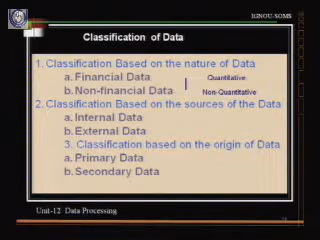 IGNOU-SOMS
Classification of Data
1. Classification Based on the nature of Data
a. Financial Data
Quantitative
b. Non-financial Data
Non-Quantitative
2. Classification Based on the sources of the Data
a. Internal Data
b. External Data
3. Classification based on the origin of Data
a. Primary Data
b. Secondary Data
Unit-12 Data Processing